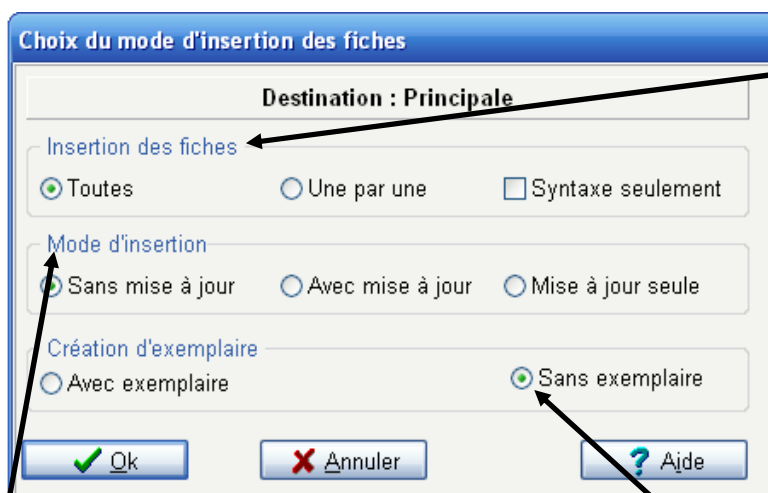 Choix du mode d'insertion des fiches
Destination : Principale
Insertion des fiches
Toutes Une par une Syntaxe seulement
Mode d'insertion
Sans mise à jour Avec mise à jour Mise à jour seule
Création d'exemplaire
Avec exemplaire Sans exemplaire
Ok Annuler Aide